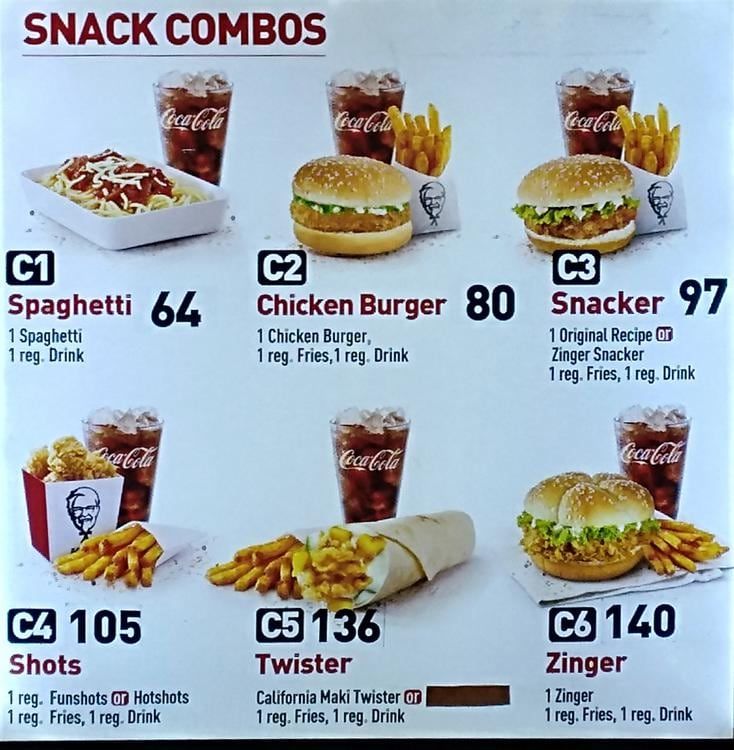 SNACK COMBOS
Coca-Cola
Coca-Cola
Coca-Cola
C1
Spaghetti 64
1 Spaghetti
1 reg. Drink
C2
Chicken Burger 80
1 Chicken Burger,
1 reg. Fries,1 reg. Drink
C3
Snacker 97
1 Original Recipe or
Zinger Snacker
1 reg. Fries, 1 reg. Drink
Coca-Cola
Coca-Cola
Coca-Cola
C4 105
Shots
1 reg. Funshots or Hotshots
1 reg. Fries, 1 reg. Drink
C5 136
Twister
California Maki Twister or
1 reg. Fries, 1 reg. Drink
C6 140
Zinger
1 Zinger
1 reg. Fries, 1 reg. Drink